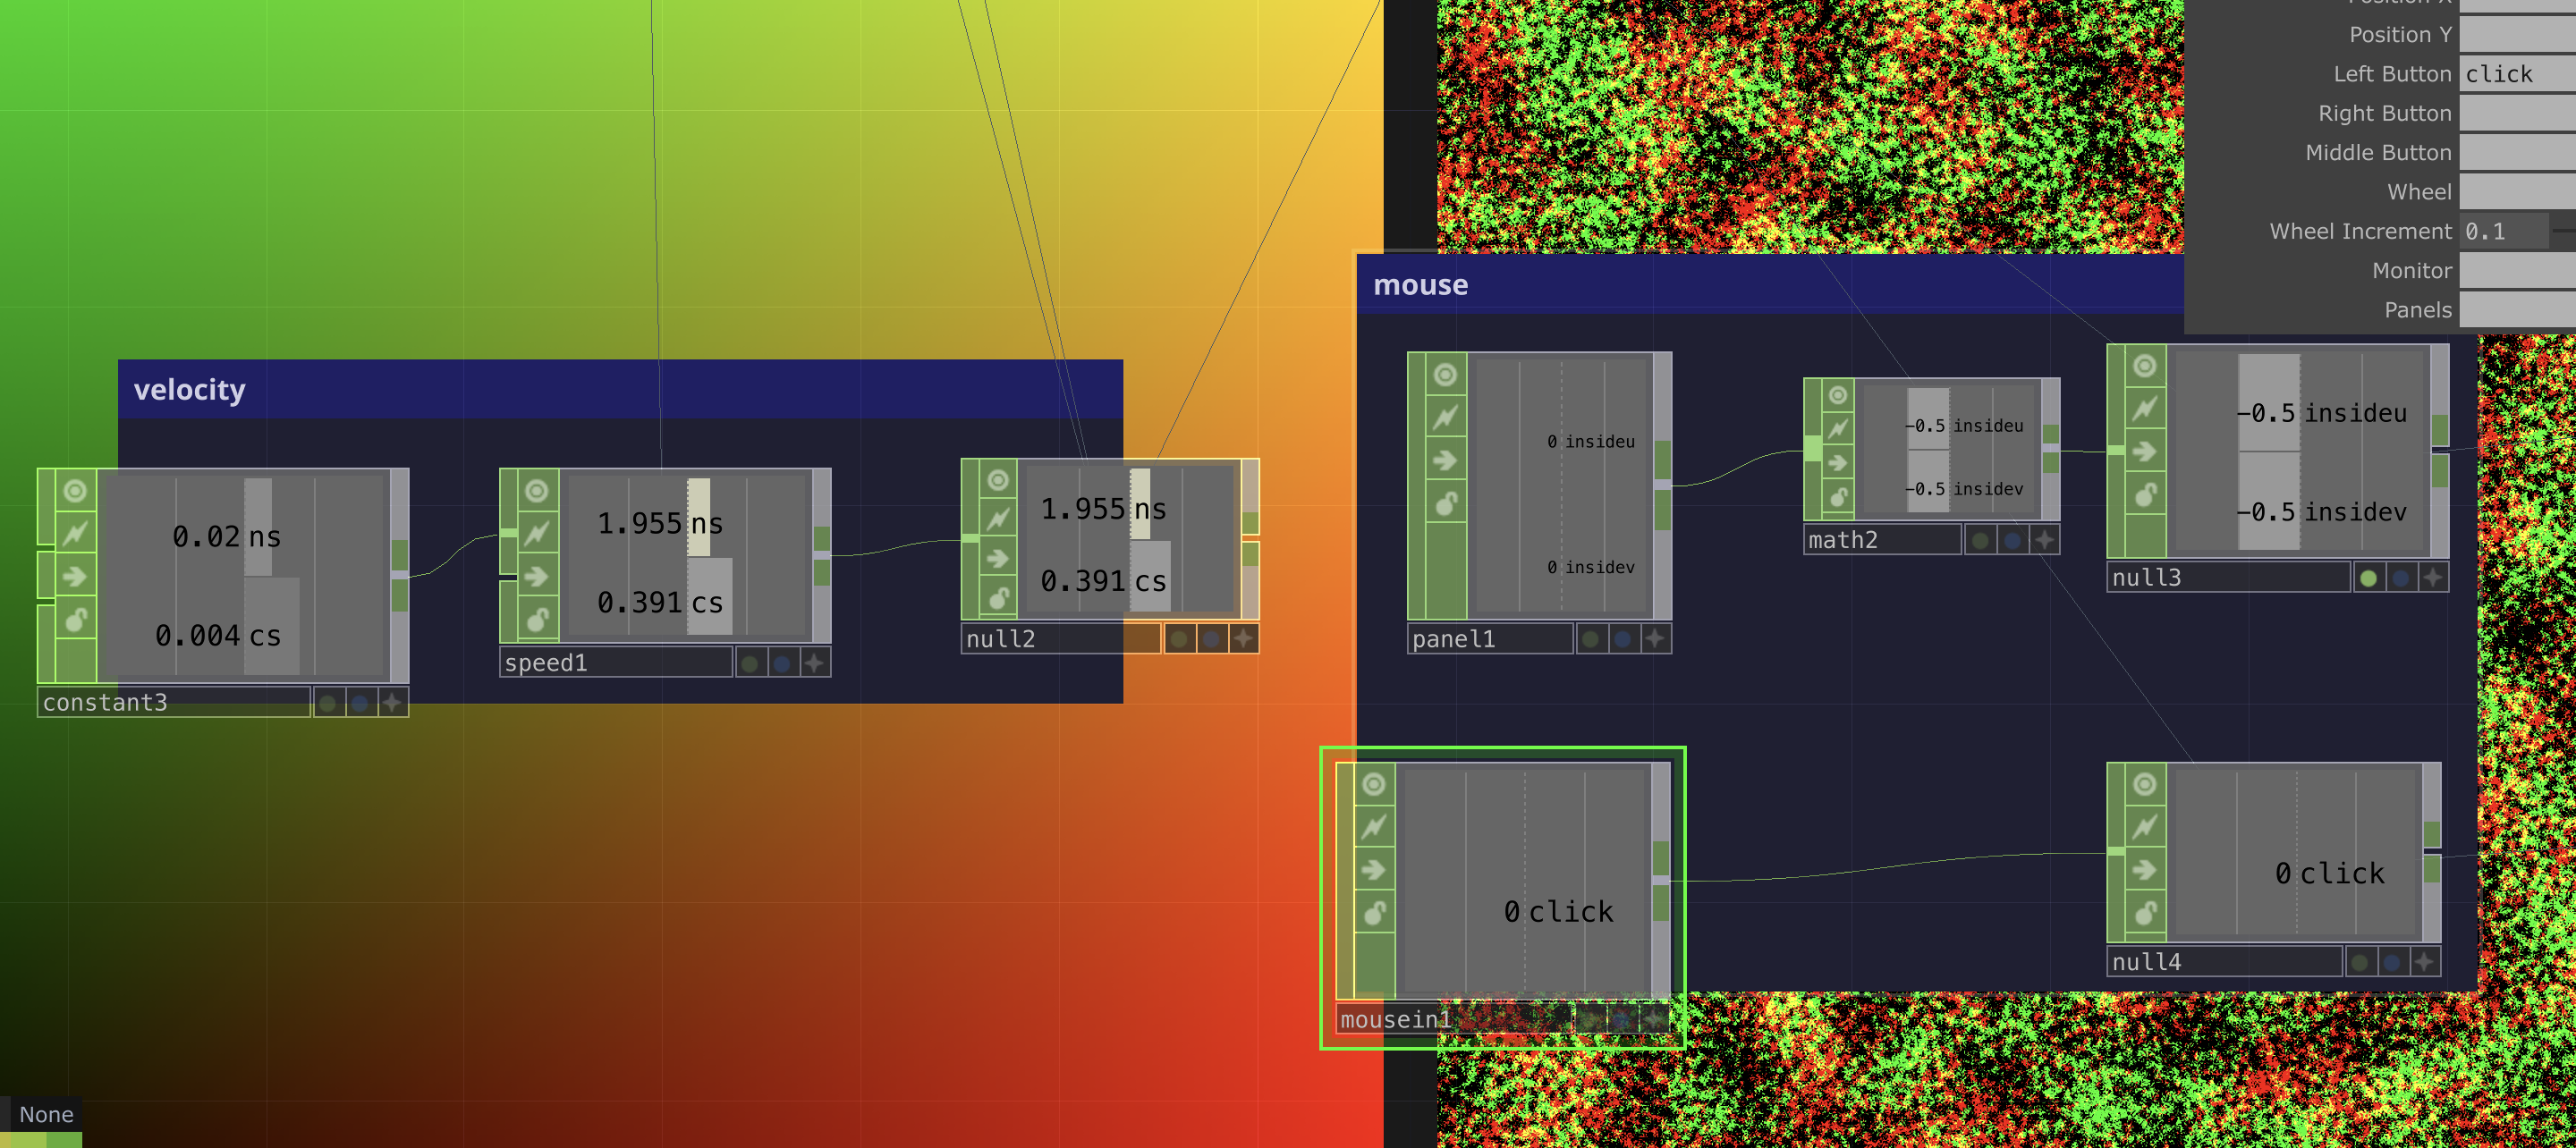 Position X
Position Y
Left Button click
Right Button
Middle Button
Wheel
Wheel Increment 0.1
Monitor
Panels
velocity
0.02 ns
0.004 cs
constant3
1.955 ns
0.391 cs
speed1
1.955 ns
0.391 cs
null2
mouse
0 insideu
0 insidev
panel1
-0.5 insideu
-0.5 insidev
math2
-0.5 insideu
-0.5 insidev
null3
0 click
mousein1
0 click
null4
None